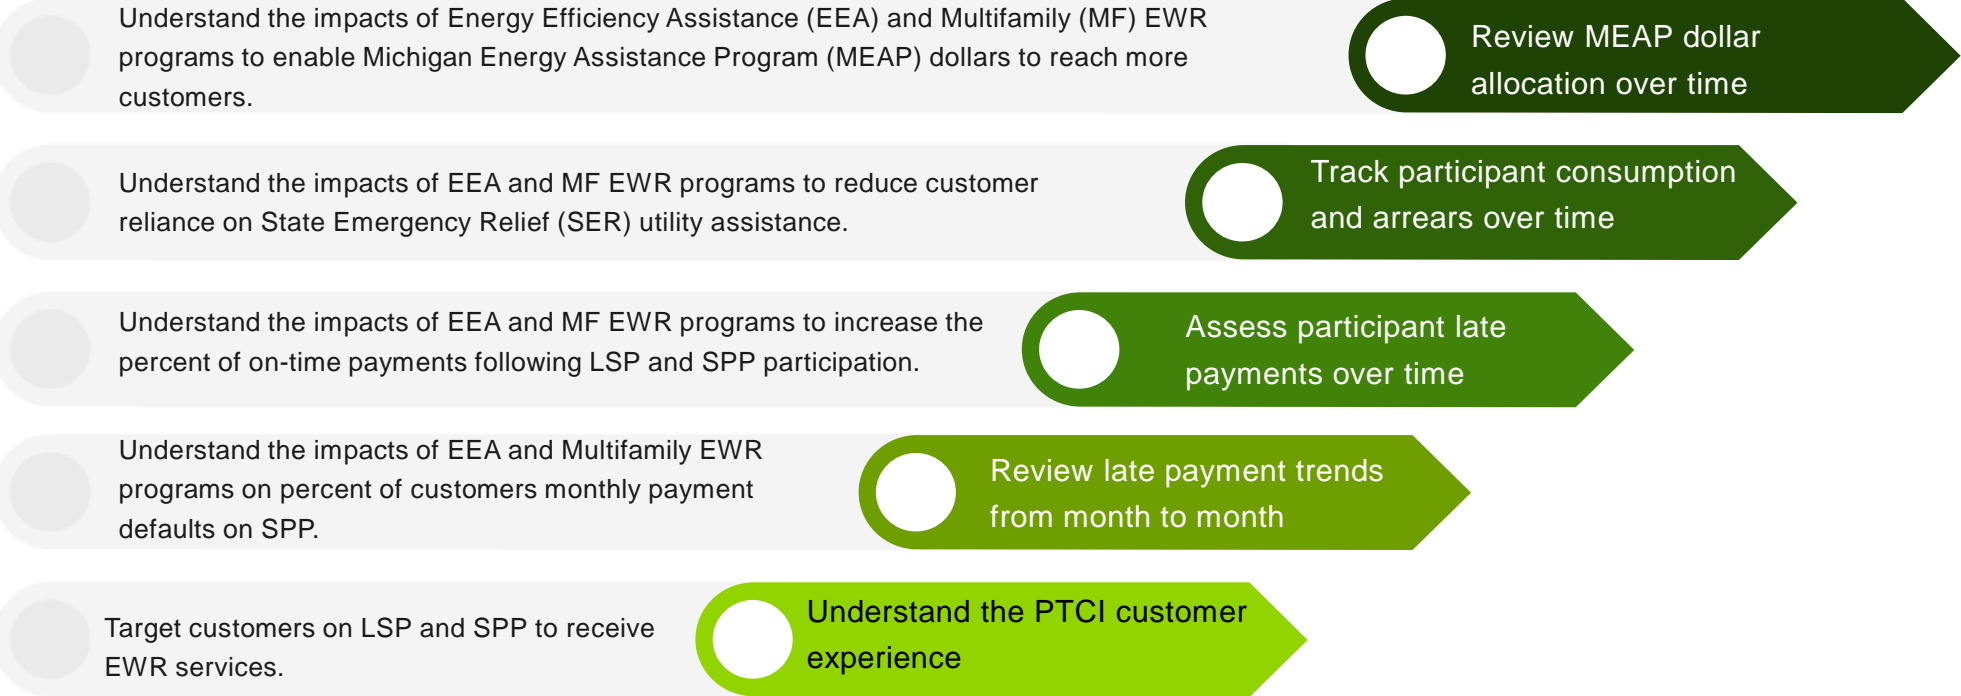 Understand the impacts of Energy Efficiency Assistance (EEA) and Multifamily (MF) EWR
programs to enable Michigan Energy Assistance Program (MEAP) dollars to reach more
customers.
Review MEAP dollar
allocation over time
Understand the impacts of EEA and MF EWR programs to reduce customer
reliance on State Emergency Relief (SER) utility assistance.
Track participant consumption
and arrears over time
Understand the impacts of EEA and MF EWR programs to increase the
percent of on-time payments following LSP and SPP participation.
Assess participant late
payments over time
Understand the impacts of EEA and Multifamily EWR
programs on percent of customers monthly payment
defaults on SPP.
Review late payment trends
from month to month
Target customers on LSP and SPP to receive
EWR services.
Understand the PTCI customer
experience